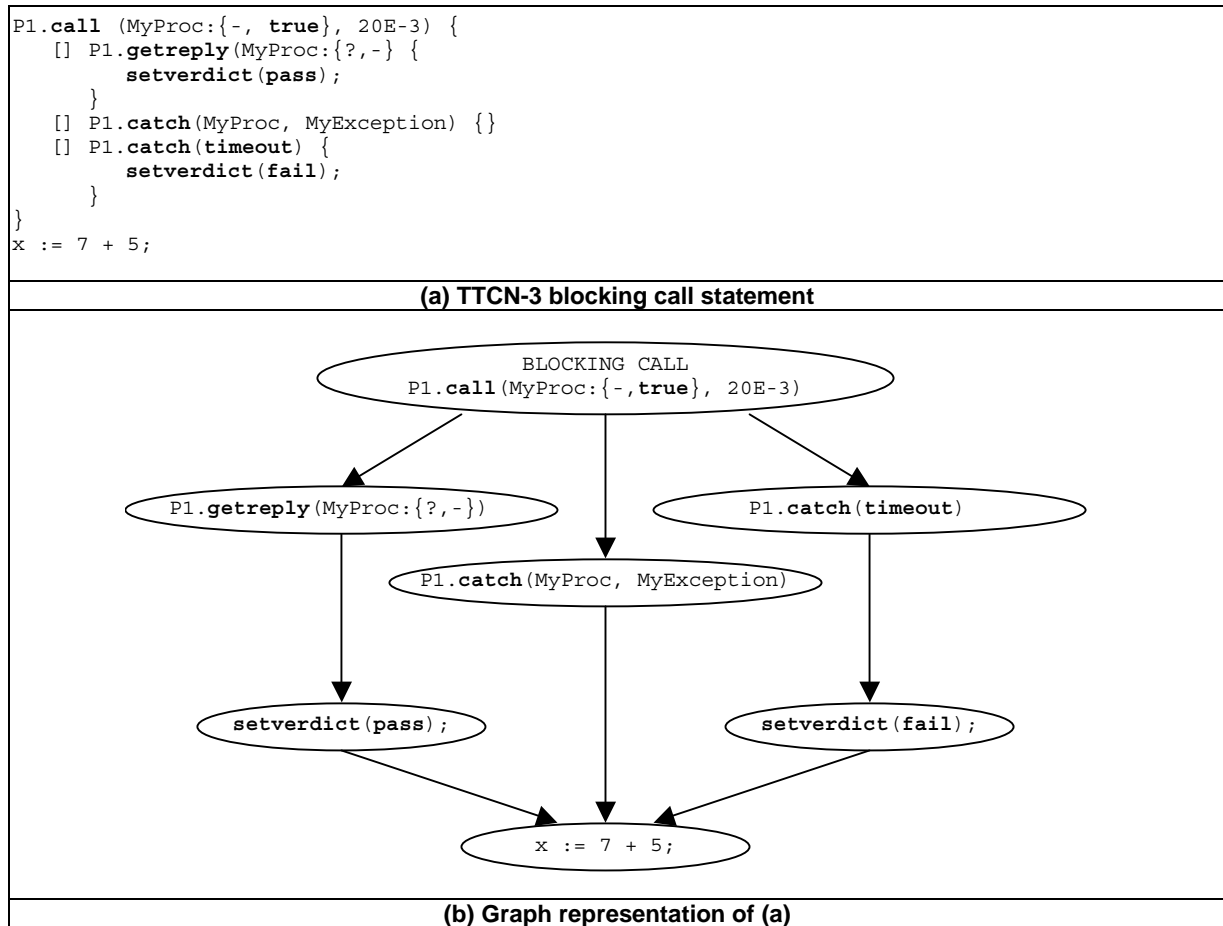 P1.call (MyProc:{-, true}, 20E-3) {
[] P1.getreply(MyProc:{?,-} {
setverdict(pass);
}
[] P1.catch(MyProc, MyException) {}
[] P1.catch(timeout) {
setverdict(fail);
}
}
x := 7 + 5;
(a) TTCN-3 blocking call statement
BLOCKING CALL
P1.call(MyProc:{-,true}, 20E-3)
P1.getreply(MyProc:{?,-})
P1.catch(timeout)
P1.catch(MyProc, MyException)
setverdict(pass);
setverdict(fail);
x := 7 + 5;
(b) Graph representation of (a)